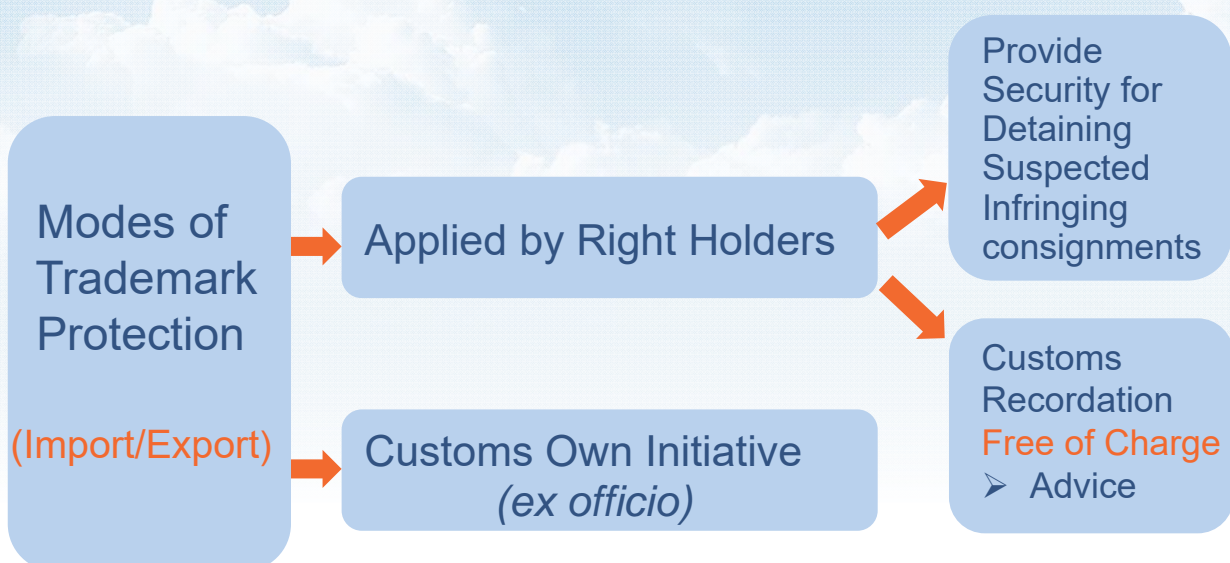 Modes of
Trademark
Protection
(Import/Export)
Applied by Right Holders
Customs Own Initiative
(ex officio)
Provide
Security for
Detaining
Suspected
Infringing
consignments
Customs
Recordation
Free of Charge
➢ Advice